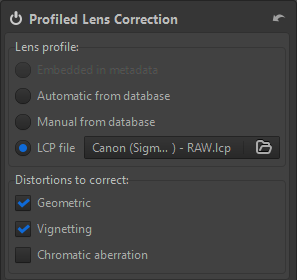 Profiled Lens Correction
Lens profile:
Embedded in metadata
Automatic from database
Manual from database
LCP file Canon (Sigm... ) - RAW.lcp
Distortions to correct:
Geometric
Vignetting
Chromatic aberration